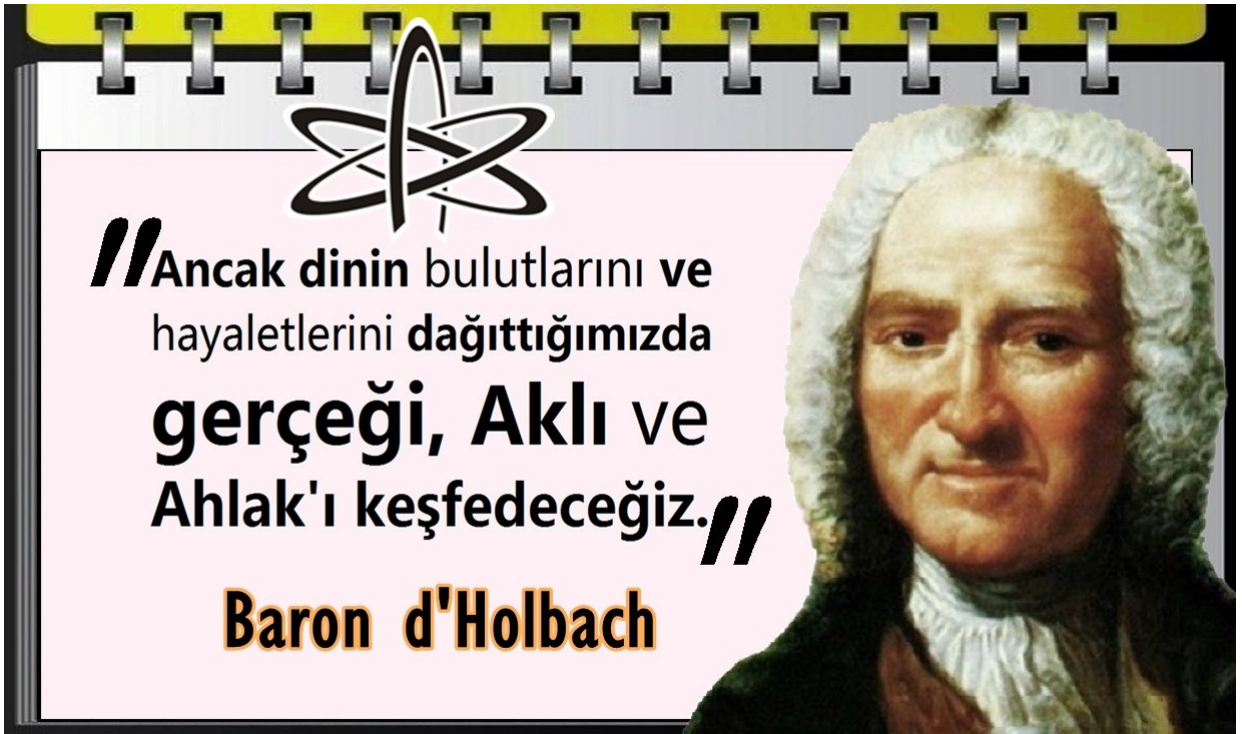 "Ancak dinin bulutlarını ve
hayaletlerini dağıttığımızda
gerçeği, Aklı ve
Ahlak'ı keşfedeceğiz."
Baron d'Holbach